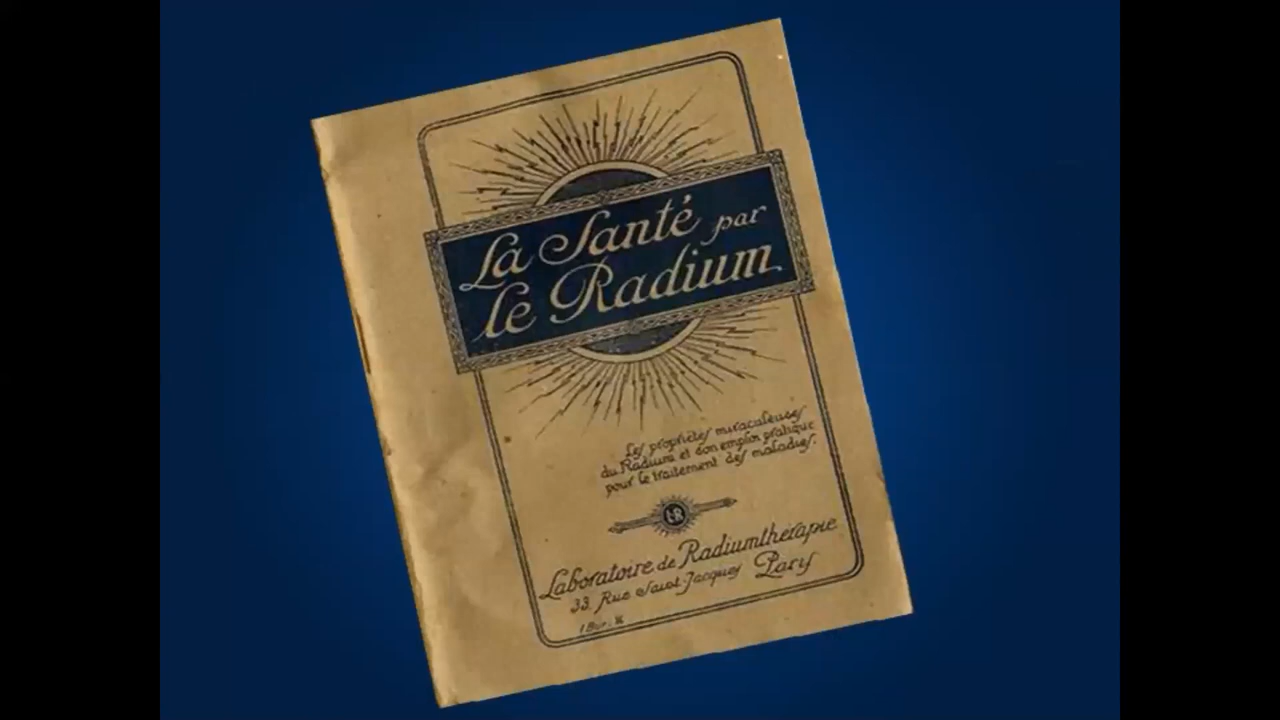 La Santé par
le Radium
Les propriétés miraculeuses
du Radium et son emploi pratique
pour le traitement des maladies.
Laboratoire de Radiumthérapie
33, Rue Saint-Jacques Paris